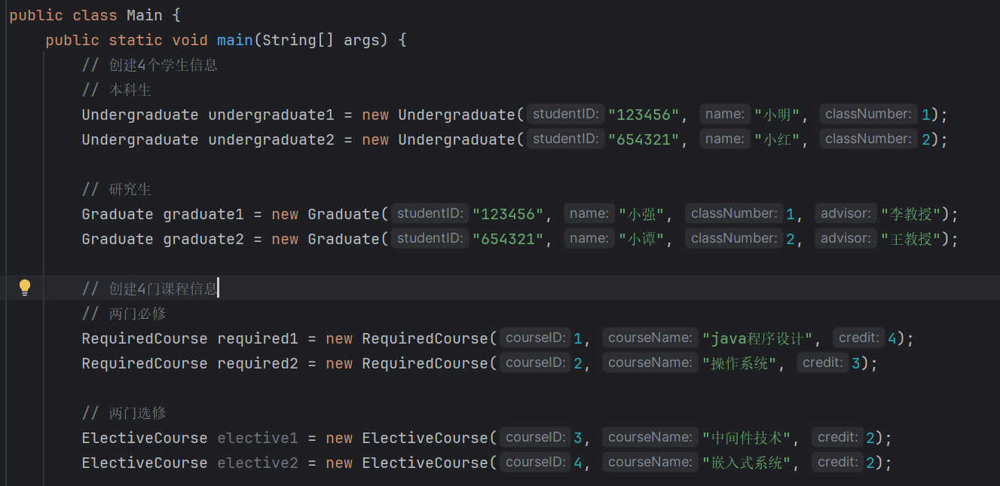 public class Main {
public static void main(String[] args) {
// 创建4个学生信息
// 本科生
Undergraduate undergraduate1 = new Undergraduate( studentID: "123456", name: "小明", classNumber: 1);
Undergraduate undergraduate2 = new Undergraduate( studentID: "654321", name: "小红", classNumber: 2);
// 研究生
Graduate graduate1 = new Graduate( studentID: "123456", name: "小强", classNumber: 1, advisor: "李教授");
Graduate graduate2 = new Graduate( studentID: "654321", name: "小谭", classNumber: 2, advisor: "王教授");
// 创建4门课程信息
// 两门必修
RequiredCourse required1 = new RequiredCourse( courseID: 1, courseName: "java程序设计", credit: 4);
RequiredCourse required2 = new RequiredCourse( courseID: 2, courseName: "操作系统", credit: 3);
// 两门选修
ElectiveCourse elective1 = new ElectiveCourse( courseID: 3, courseName: "中间件技术", credit: 2);
ElectiveCourse elective2 = new ElectiveCourse( courseID: 4, courseName: "嵌入式系统", credit: 2);